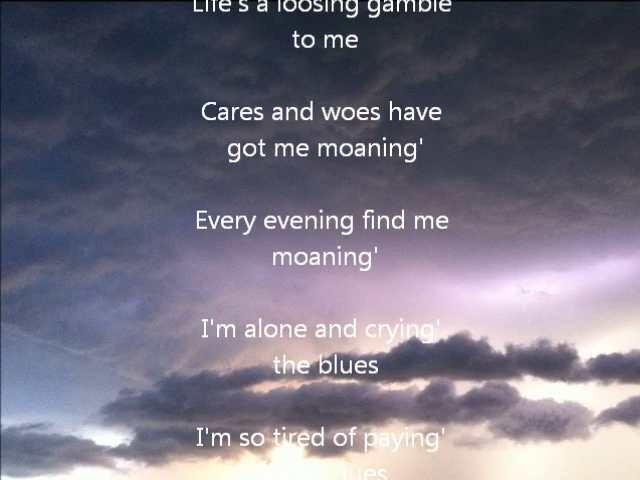 Life's a loosing gamble
to me
Cares and woes have
got me moaning'
Every evening find me
moaning'
I'm alone and crying'
the blues
I'm so tired of paying'
dues